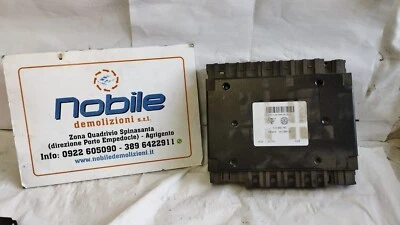 nobile
demolizioni s.r.l.
Zona Quadrivio Spinasanta
(direzione Porto Empedocle) - Agrigento
Info: 0922 605090 - 389 6422911
www.nobiledemolizioni.it